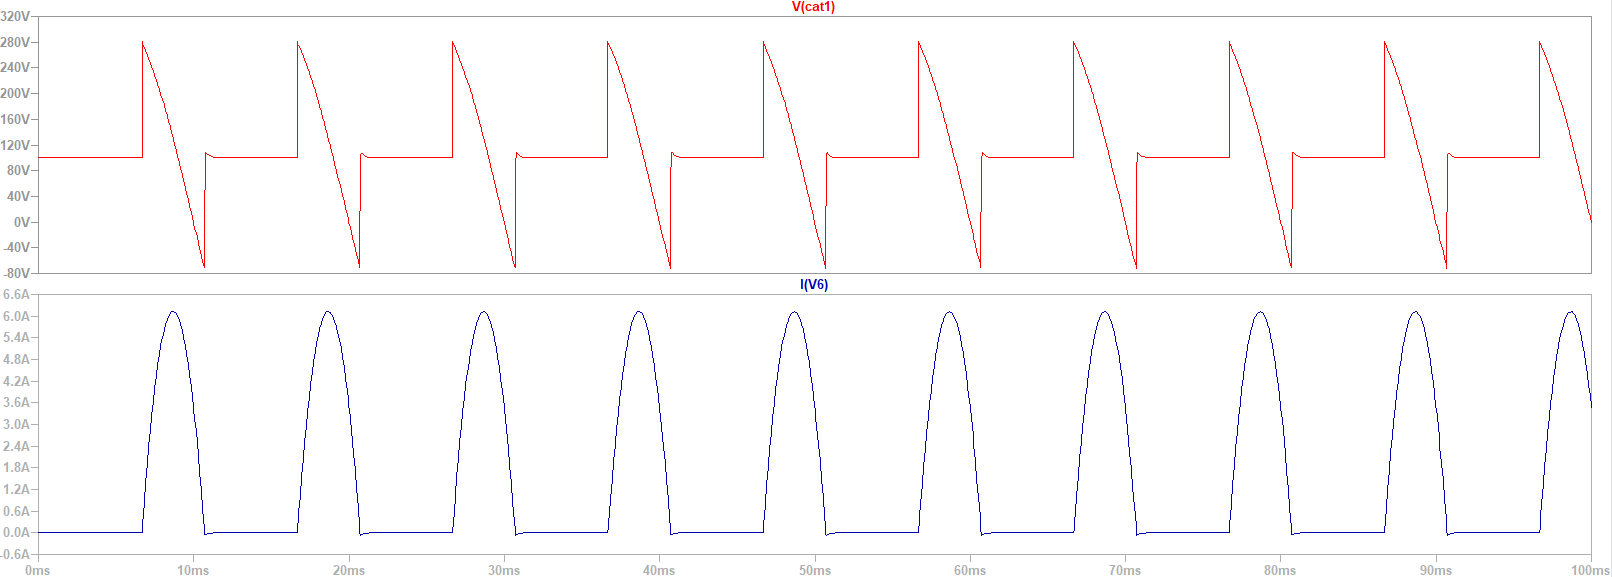 V(cat1)
320V
280V
240V
200V
160V
120V
80V
40V
0V
-40V
-80V
I(V6)
6.6A
6.0A
5.4A
4.8A
4.2A
3.6A
3.0A
2.4A
1.8A
1.2A
0.6A
0.0A
-0.6A
0ms 10ms 20ms 30ms 40ms 50ms 60ms 70ms 80ms 90ms 100ms